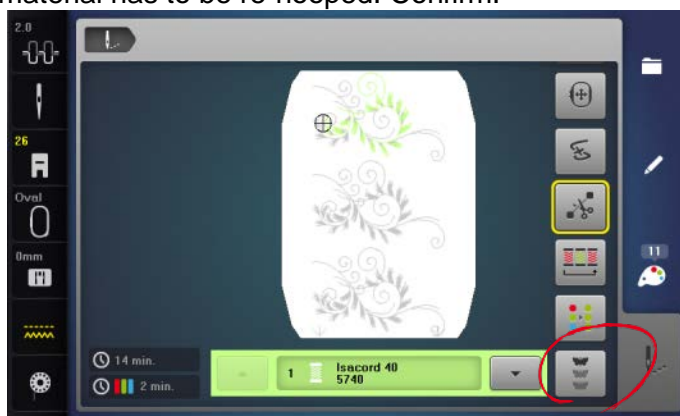 material has to be re-hooped. Confirm.
2.0
26
Oval
0mm
11
14 min.
2 min.
1
Isacord 40
5740